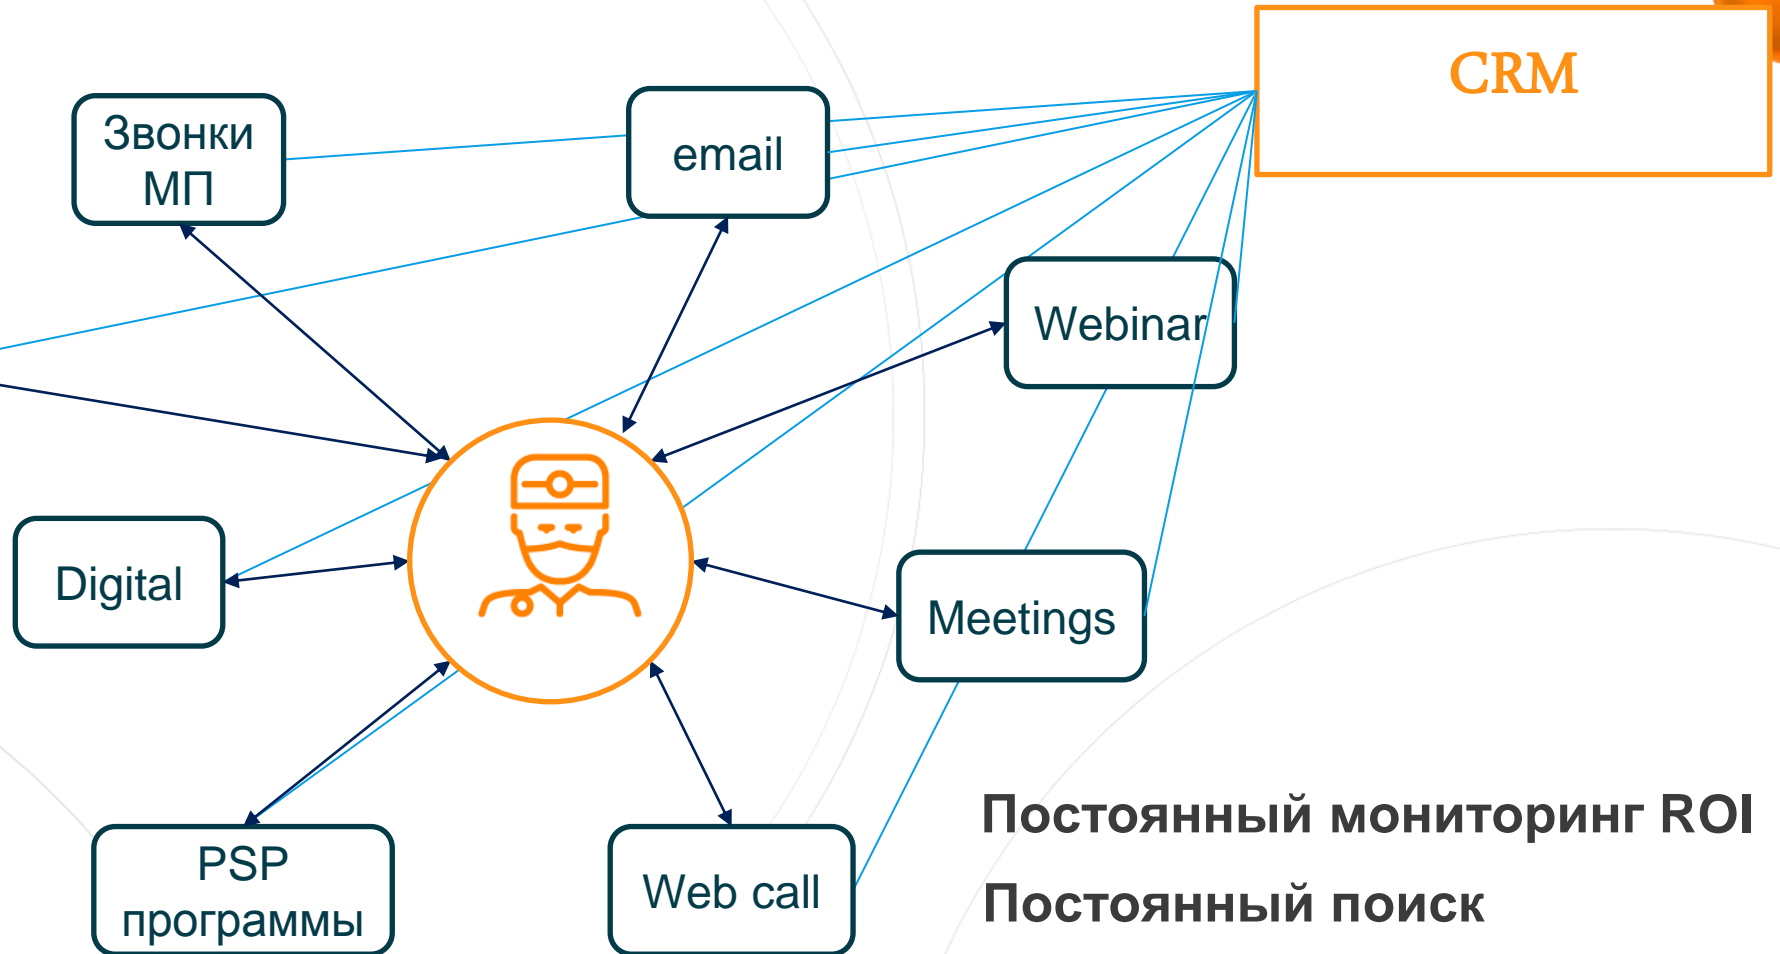 CRM
Звонки
МП
email
Webinar
Digital
Meetings
PSP
программы
Web call
Постоянный мониторинг ROI
Постоянный поиск